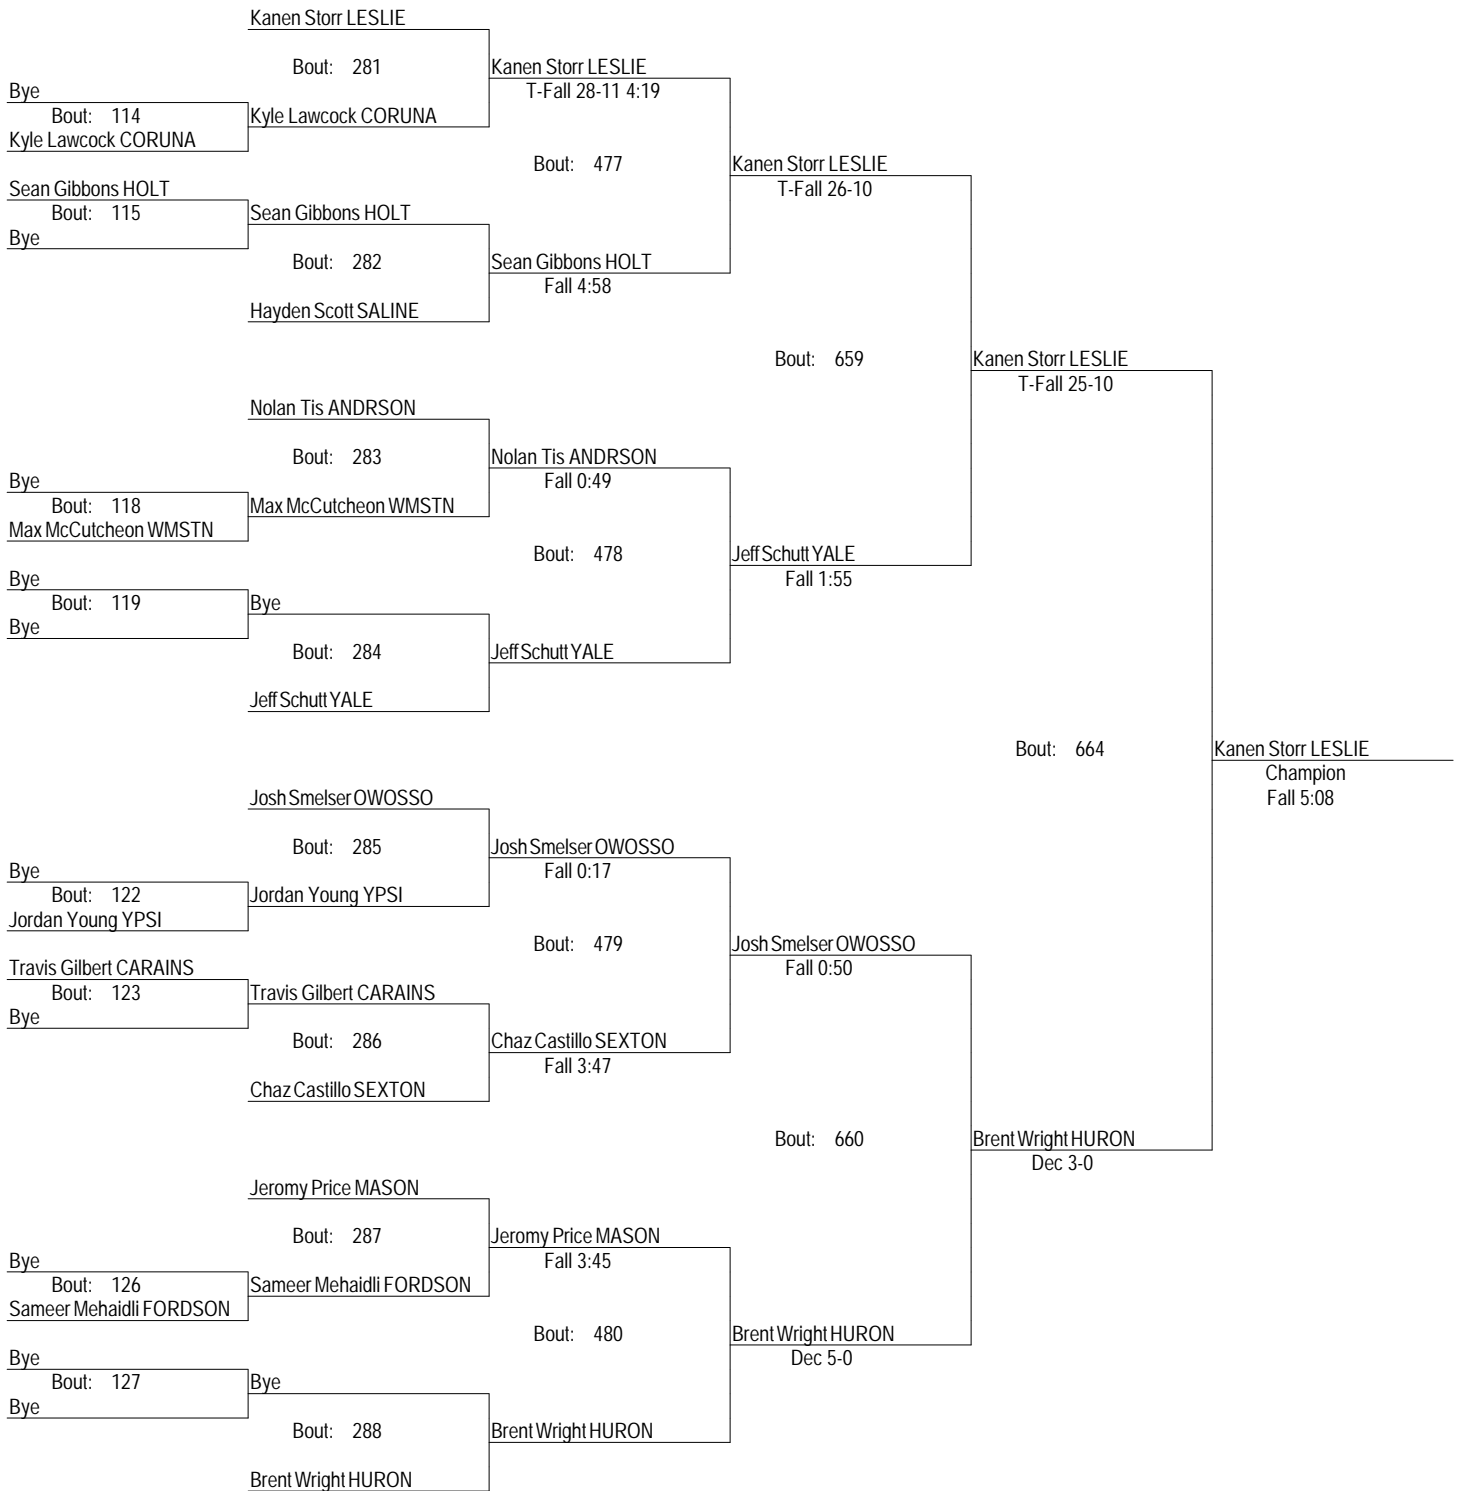 Kanen Storr LESLIE
Bout: 281
Kanen Storr LESLIE
T-Fall 28-11 4:19
Bye
Bout: 114
Kyle Lawcock CORUNA
Kyle Lawcock CORUNA
Bout: 477
Kanen Storr LESLIE
T-Fall 26-10
Sean Gibbons HOLT
Bout: 115
Sean Gibbons HOLT
Bye
Bout: 282
Sean Gibbons HOLT
Fall 4:58
Hayden Scott SALINE
Bout: 659
Kanen Storr LESLIE
T-Fall 25-10
Nolan Tis ANDRSON
Bout: 283
Nolan Tis ANDRSON
Fall 0:49
Bye
Bout: 118
Max McCutcheon WMSTN
Max McCutcheon WMSTN
Bout: 478
Jeff Schutt YALE
Fall 1:55
Bye
Bout: 119
Bye
Bye
Bout: 284
Jeff Schutt YALE
Jeff Schutt YALE
Bout: 664
Kanen Storr LESLIE
Champion
Fall 5:08
Josh Smelser OWOSSO
Bout: 285
Josh Smelser OWOSSO
Fall 0:17
Bye
Bout: 122
Jordan Young YPSI
Jordan Young YPSI
Bout: 479
Josh Smelser OWOSSO
Fall 0:50
Travis Gilbert CARAINS
Bout: 123
Travis Gilbert CARAINS
Bye
Bout: 286
Chaz Castillo SEXTON
Fall 3:47
Chaz Castillo SEXTON
Bout: 660
Brent Wright HURON
Dec 3-0
Jeromy Price MASON
Bout: 287
Jeromy Price MASON
Fall 3:45
Bye
Bout: 126
Sameer Mehaidli FORDSON
Sameer Mehaidli FORDSON
Bout: 480
Brent Wright HURON
Dec 5-0
Bye
Bout: 127
Bye
Bye
Bout: 288
Brent Wright HURON
Brent Wright HURON